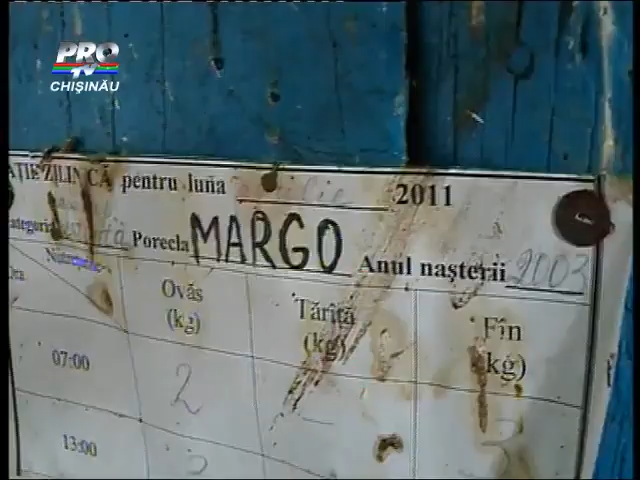 PRO
TV
CHIȘINĂU
pentru luna 2011
Porecla MARGO Anul nașterii 2003
Ovăs Tărîță Fîn
(kg) (kg) (kg)
07:00 2 –
13:00